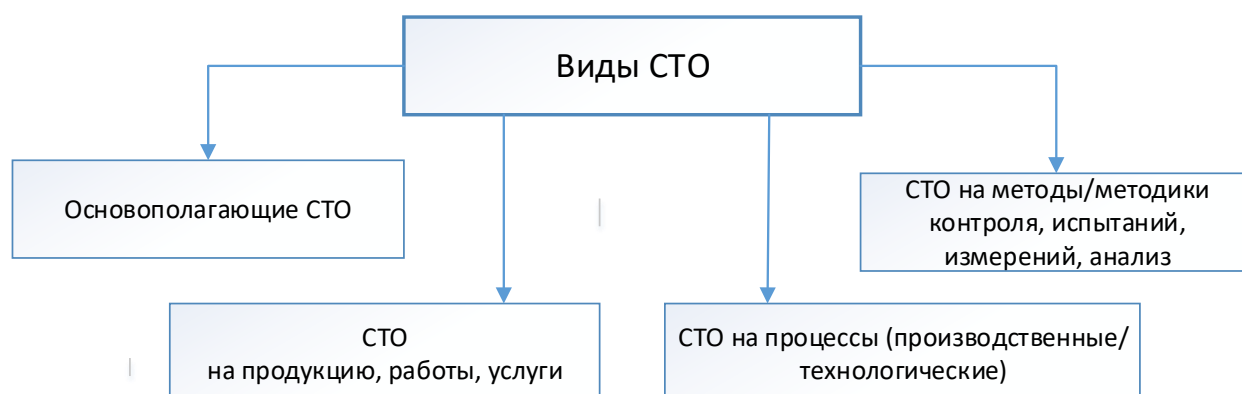 Виды СТО
Основополагающие СТО
СТО на методы/методики
контроля, испытаний,
измерений, анализ
СТО
на продукцию, работы, услуги
СТО на процессы (производственные/
технологические)